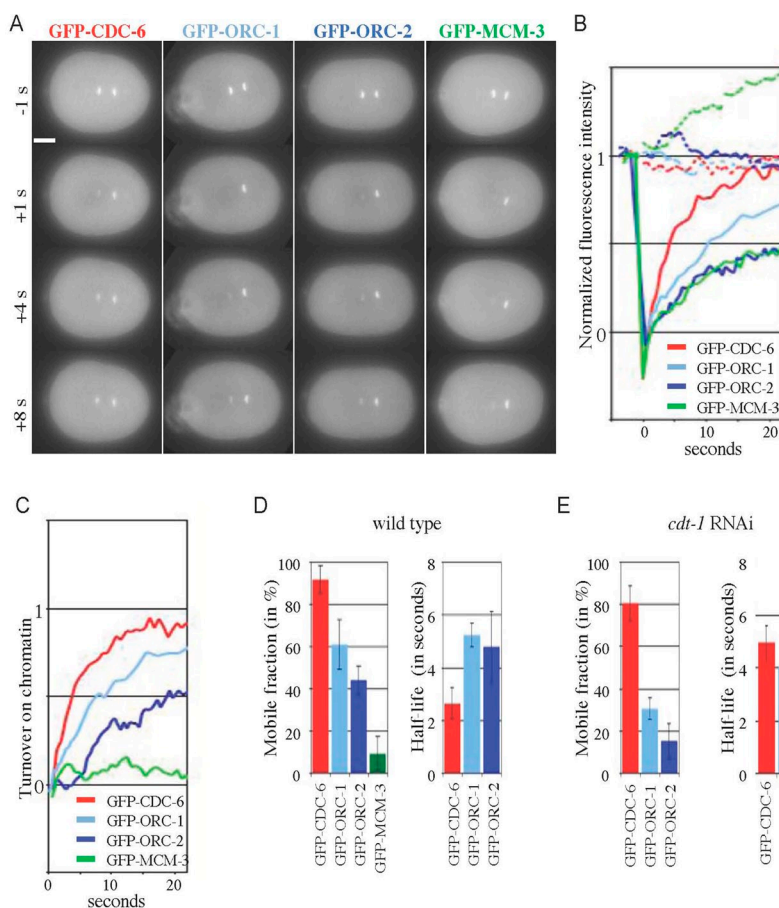 A
GFP-CDC-6 GFP-ORC-1 GFP-ORC-2 GFP-MCM-3
-1 s
+1 s
+4 s
+8 s
B
Normalized fluorescence intensity
1
0
GFP-CDC-6
GFP-ORC-1
GFP-ORC-2
GFP-MCM-3
0 10 20
seconds
C
Turnover on chromatin
1
0
GFP-CDC-6
GFP-ORC-1
GFP-ORC-2
GFP-MCM-3
0 10 20
seconds
D
wild type
Mobile fraction (in %)
100
80
60
40
20
0
GFP-CDC-6
GFP-ORC-1
GFP-ORC-2
GFP-MCM-3
Half-life (in seconds)
8
6
4
2
0
GFP-CDC-6
GFP-ORC-1
GFP-ORC-2
E
cdt-1 RNAi
Mobile fraction (in %)
100
80
60
40
20
0
GFP-CDC-6
GFP-ORC-1
GFP-ORC-2
Half-life (in seconds)
8
6
4
2
0
GFP-CDC-6